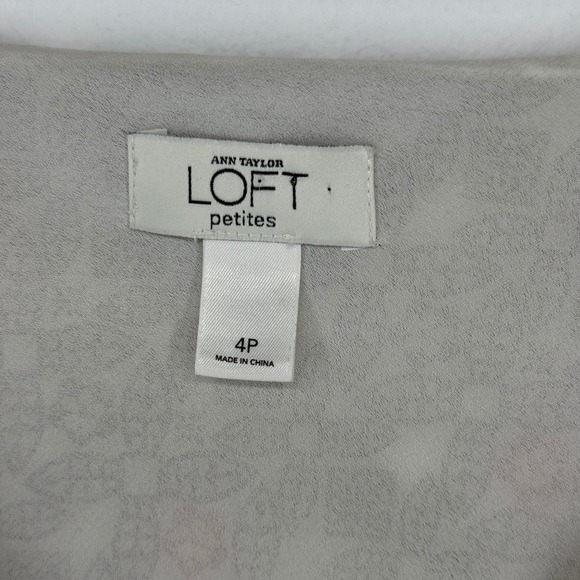 ANN TAYLOR
LOFT
petites
4P
MADE IN CHINA